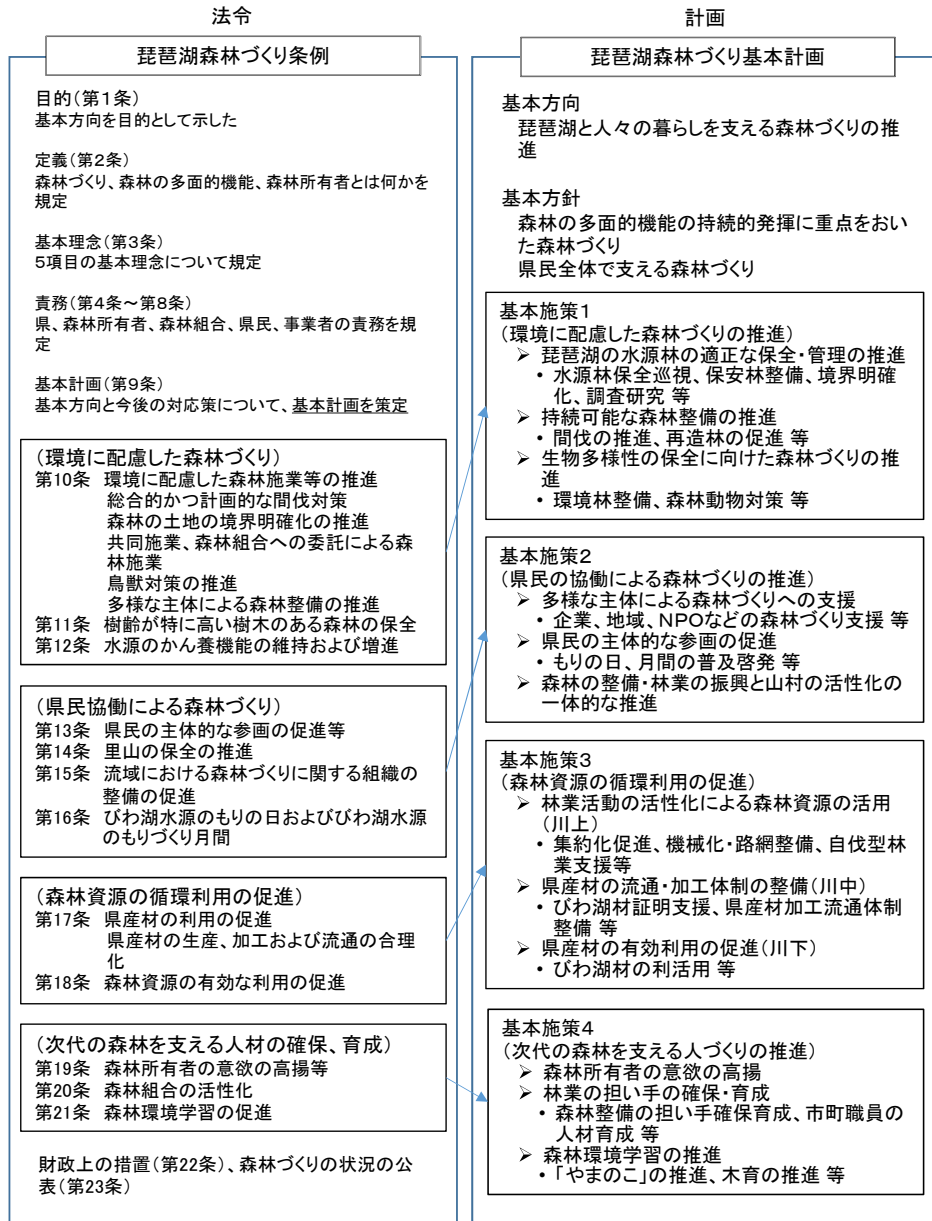 法令
琵琶湖森林づくり条例
目的(第１条)
基本方向を目的として示した
定義(第２条)
森林づくり、森林の多面的機能、森林所有者とは何かを
規定
基本理念(第３条)
５項目の基本理念について規定
責務(第４条～第８条)
県、森林所有者、森林組合、県民、事業者の責務を規
定
基本計画(第９条)
基本方向と今後の対応策について、基本計画を策定
(環境に配慮した森林づくり)
第10条 環境に配慮した森林施業等の推進
総合的かつ計画的な間伐対策
森林の土地の境界明確化の推進
共同施業、森林組合への委託による森
林施業
鳥獣対策の推進
多様な主体による森林整備の推進
第11条 樹齢が特に高い樹木のある森林の保全
第12条 水源のかん養機能の維持および増進
(県民協働による森林づくり)
第13条 県民の主体的な参画の促進等
第14条 里山の保全の推進
第15条 流域における森林づくりに関する組織の
整備の促進
第16条 びわ湖水源のもりの日およびびわ湖水源
のもりづくり月間
(森林資源の循環利用の促進)
第17条 県産材の利用の促進
県産材の生産、加工および流通の合理
化
第18条 森林資源の有効な利用の促進
(次代の森林を支える人材の確保、育成)
第19条 森林所有者の意欲の高揚等
第20条 森林組合の活性化
第21条 森林環境学習の促進
財政上の措置(第22条)、森林づくりの状況の公
表(第23条)
計画
琵琶湖森林づくり基本計画
基本方向
琵琶湖と人々の暮らしを支える森林づくりの推
進
基本方針
森林の多面的機能の持続的発揮に重点をおい
た森林づくり
県民全体で支える森林づくり
基本施策１
(環境に配慮した森林づくりの推進)
➢ 琵琶湖の水源林の適正な保全・管理の推進
• 水源林保全巡視、保安林整備、境界明確
化、調査研究 等
➢ 持続可能な森林整備の推進
• 間伐の推進、再造林の促進 等
➢ 生物多様性の保全に向けた森林づくりの推
進
• 環境林整備、森林動物対策 等
基本施策２
(県民の協働による森林づくりの推進)
➢ 多様な主体による森林づくりへの支援
• 企業、地域、ＮＰＯなどの森林づくり支援 等
➢ 県民の主体的な参画の促進
• もりの日、月間の普及啓発 等
➢ 森林の整備・林業の振興と山村の活性化の
一体的な推進
基本施策３
(森林資源の循環利用の促進)
➢ 林業活動の活性化による森林資源の活用
(川上)
• 集約化促進、機械化・路網整備、自伐型林
業支援等
➢ 県産材の流通・加工体制の整備(川中)
• びわ湖材証明支援、県産材加工流通体制
整備 等
➢ 県産材の有効利用の促進(川下)
• びわ湖材の利活用 等
基本施策４
(次代の森林を支える人づくりの推進)
➢ 森林所有者の意欲の高揚
➢ 林業の担い手の確保・育成
• 森林整備の担い手確保育成、市町職員の
人材育成 等
➢ 森林環境学習の推進
• 「やまのこ」の推進、木育の推進 等